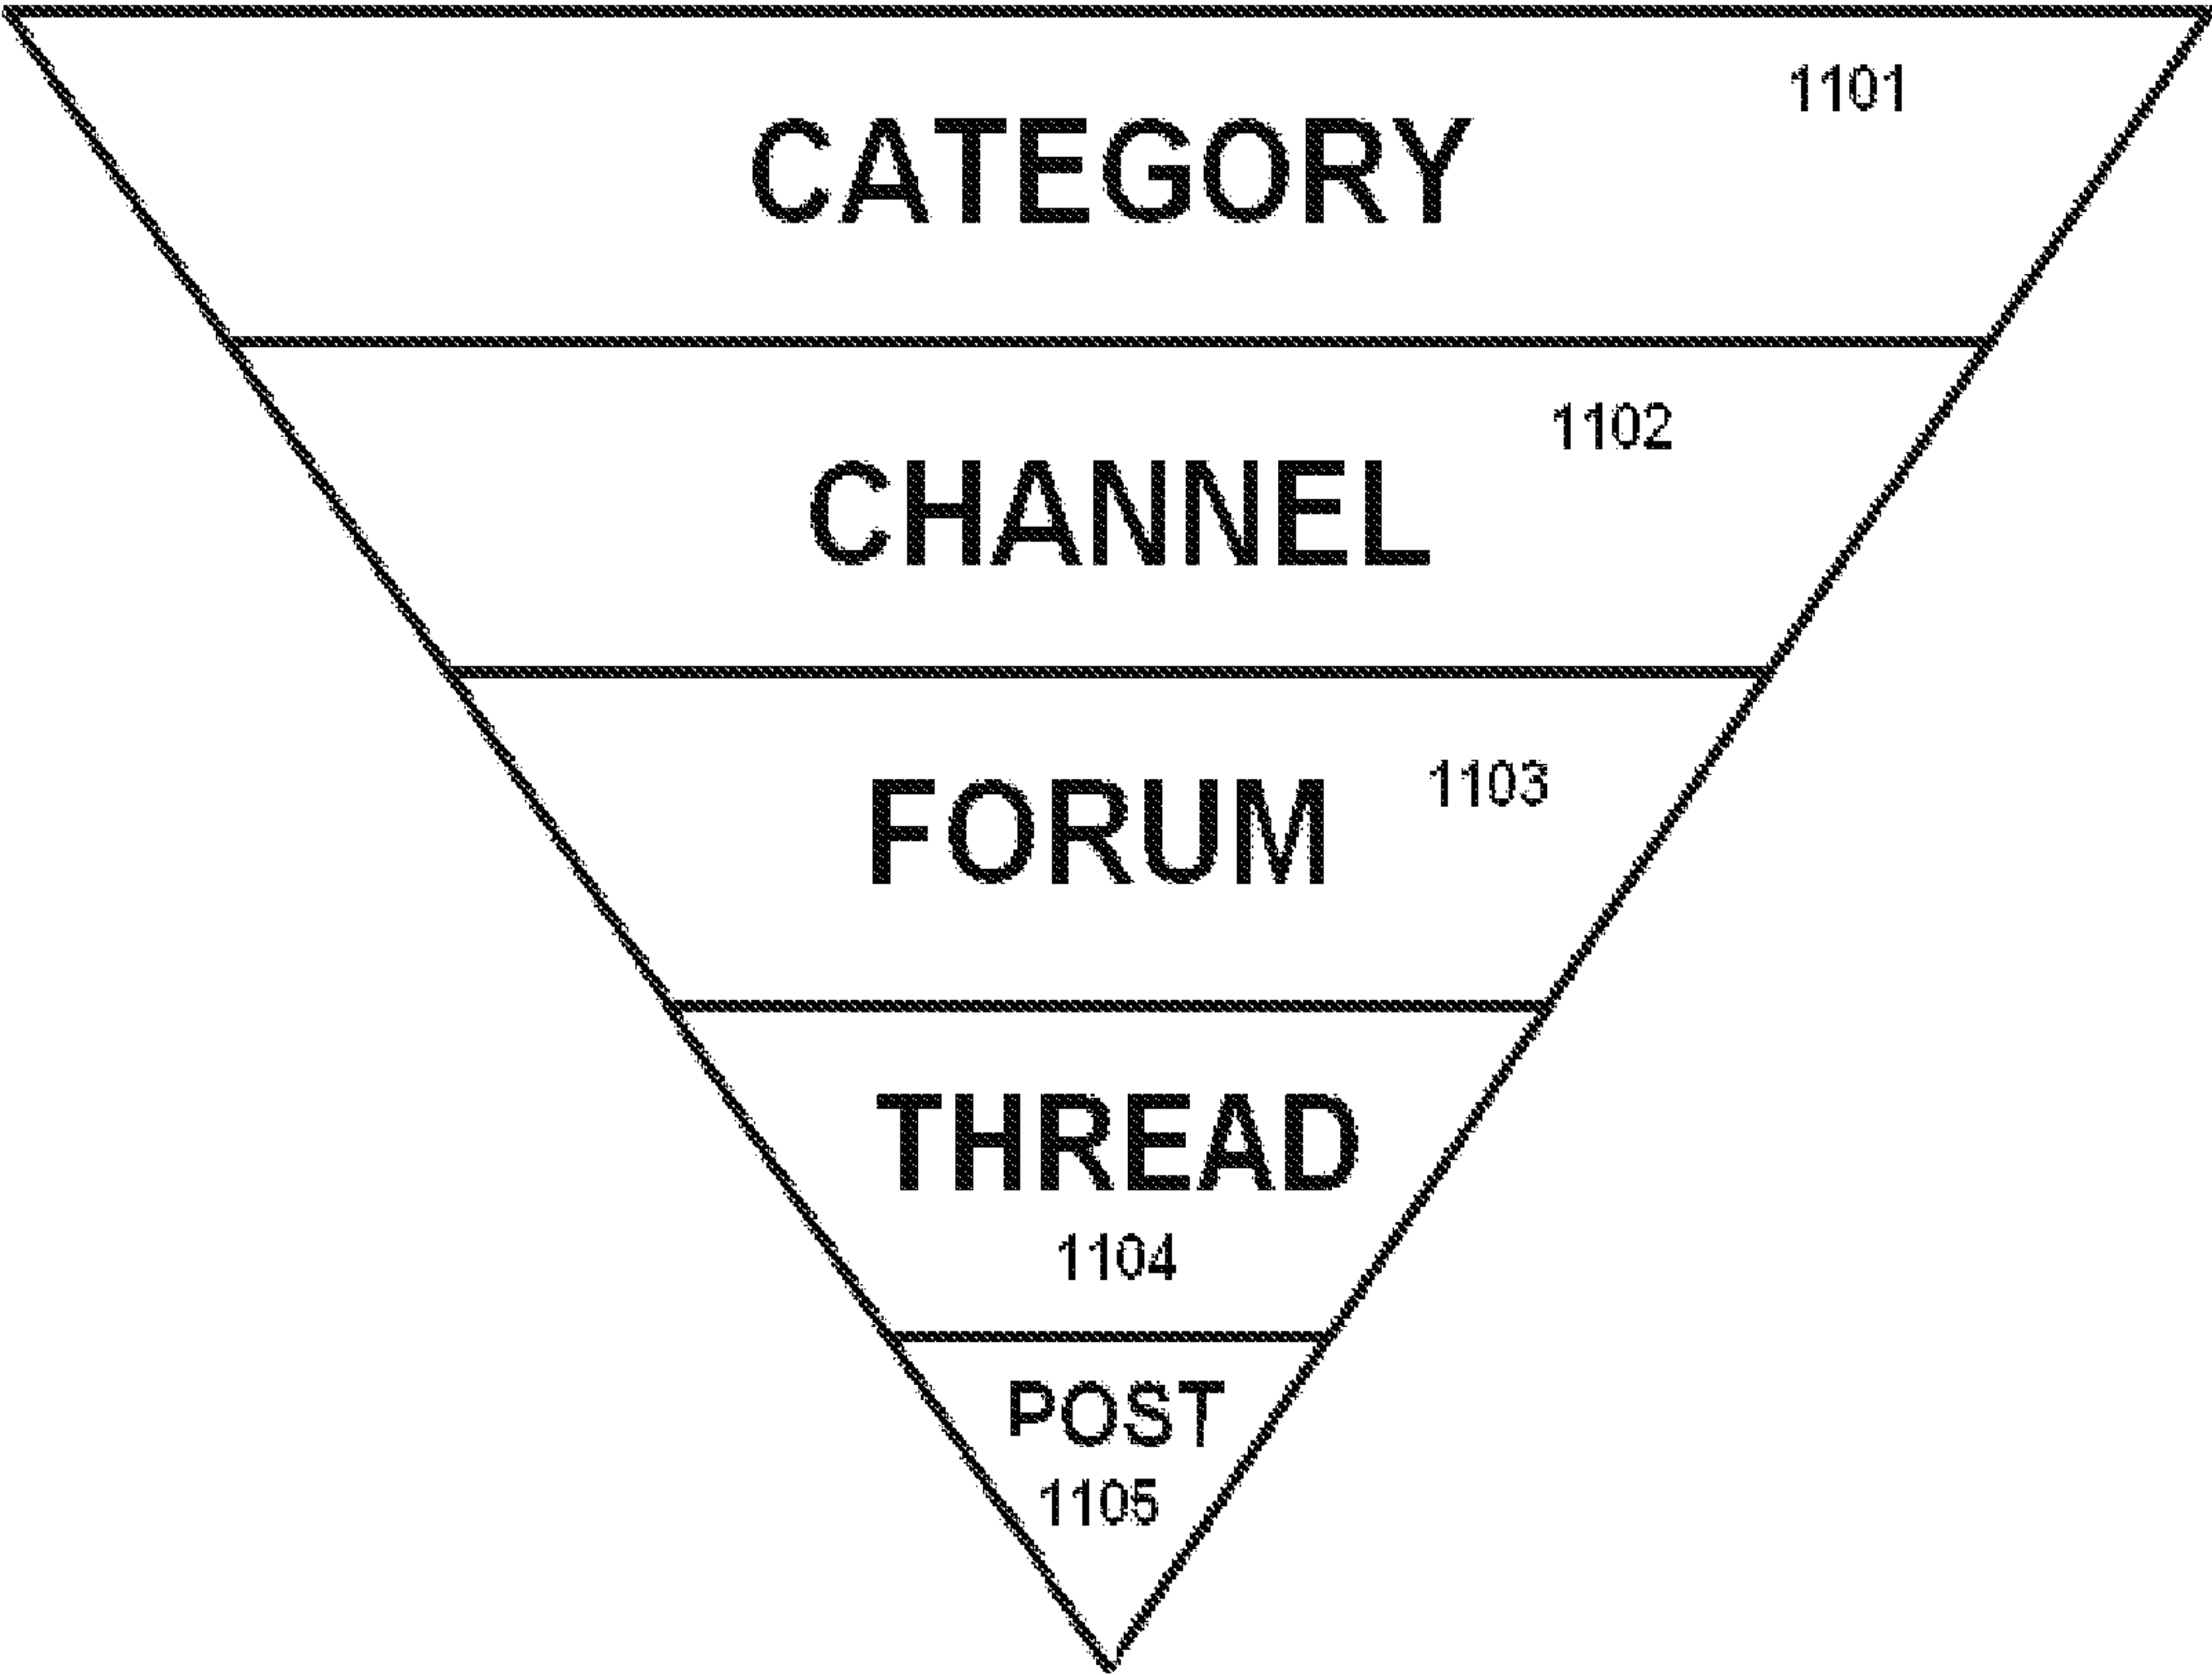 1101
CATEGORY
1102
CHANNEL
1103
FORUM
THREAD
1104
POST
1105